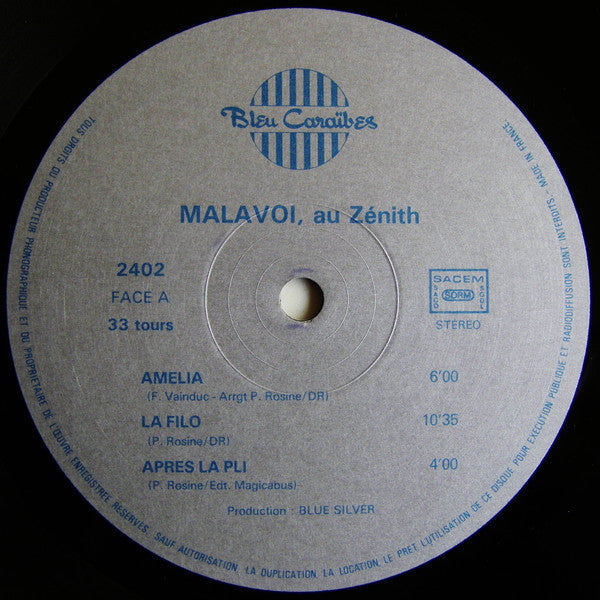 Bleu Caraïbes
MALAVOI, au Zénith
2402
FACE A
33 tours
SACEM
SACD
SDRM
SGDL
STEREO
AMELIA 6'00
(F. Vainduc - Arrgt P. Rosine/DR)
LA FILO 10'35
(P. Rosine/DR)
APRES LA PLI 4'00
(P. Rosine/Edt. Magicabus)
Production : BLUE SILVER
TOUS DROITS DU PRODUCTEUR PHONOGRAPHIQUE ET DU PROPRIETAIRE DE L'ŒUVRE ENREGISTREE RESERVES. SAUF AUTORISATION, LA DUPLICATION, LA LOCATION, LE PRET L'UTILISATION DE CE DISQUE POUR EXECUTION PUBLIQUE ET RADIODIFFUSION SONT INTERDITS - MADE IN FRANCE